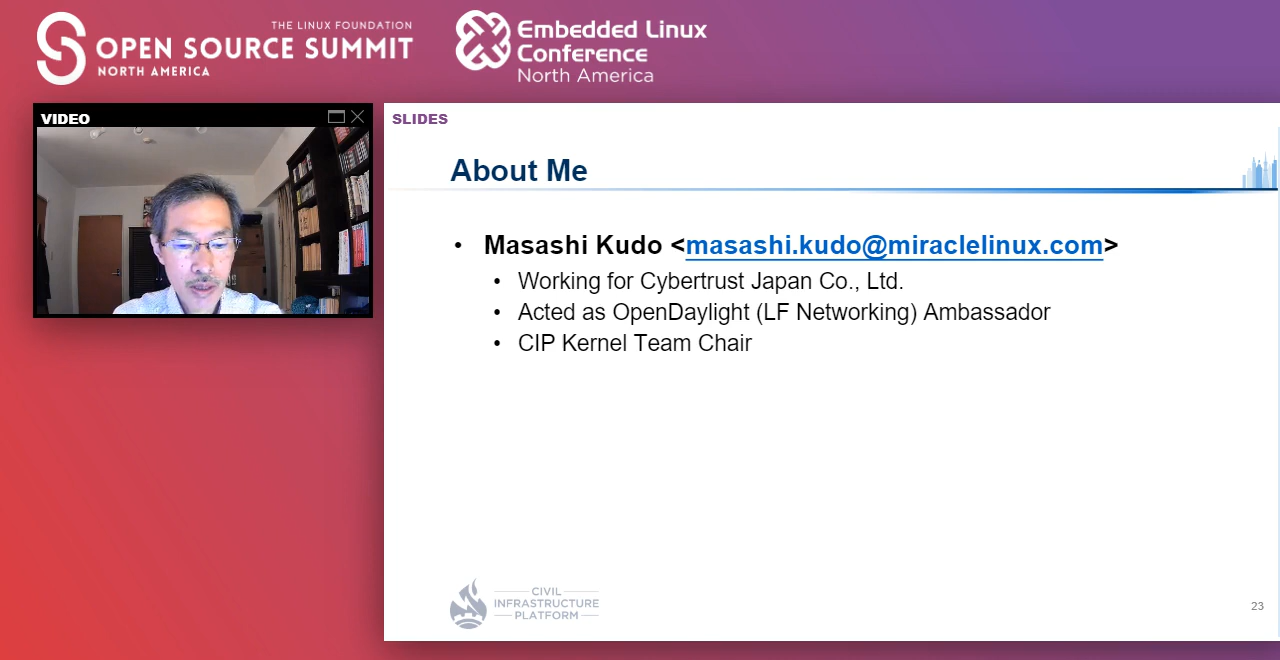 THE LINUX FOUNDATION
OPEN SOURCE SUMMIT
NORTH AMERICA
Embedded Linux
Conference
North America
VIDEO
SLIDES
About Me
• Masashi Kudo <masashi.kudo@miraclelinux.com>
• Working for Cybertrust Japan Co., Ltd.
• Acted as OpenDaylight (LF Networking) Ambassador
• CIP Kernel Team Chair
CIVIL
INFRASTRUCTURE
PLATFORM
23